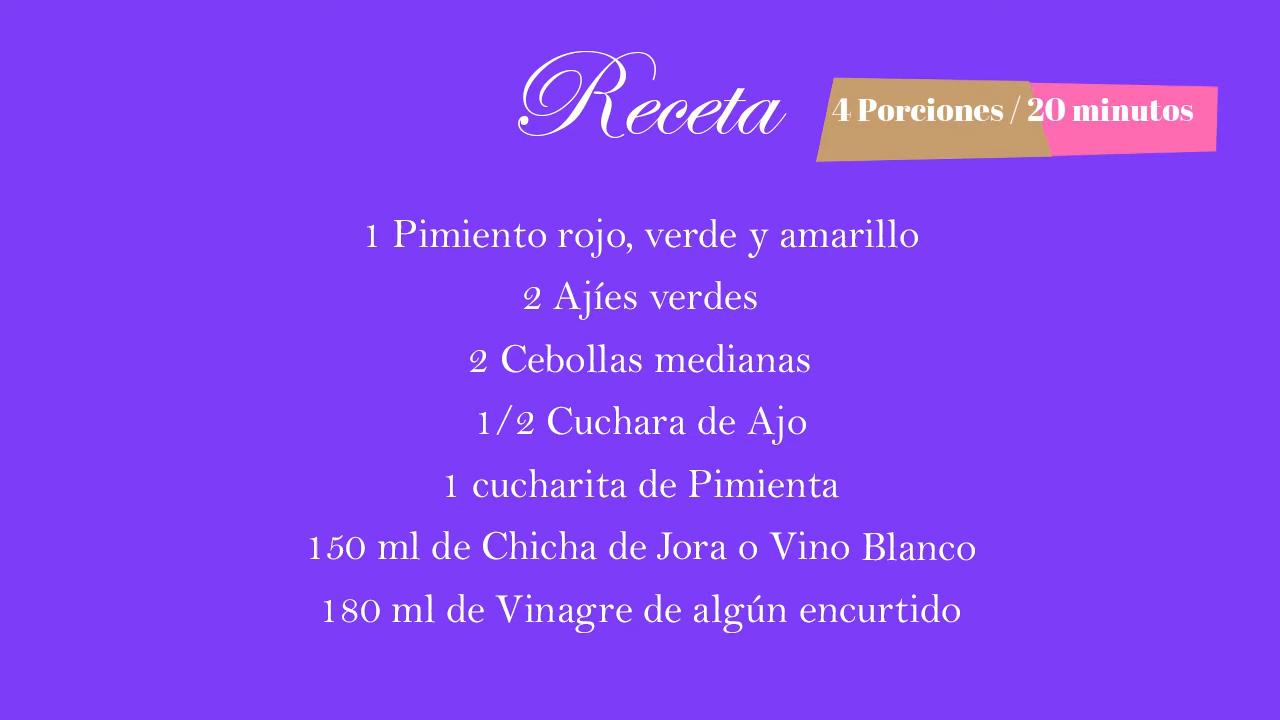 Receta
4 Porciones / 20 minutos
1 Pimiento rojo, verde y amarillo
2 Ajíes verdes
2 Cebollas medianas
1/2 Cuchara de Ajo
1 cucharita de Pimienta
150 ml de Chicha de Jora o Vino Blanco
180 ml de Vinagre de algún encurtido